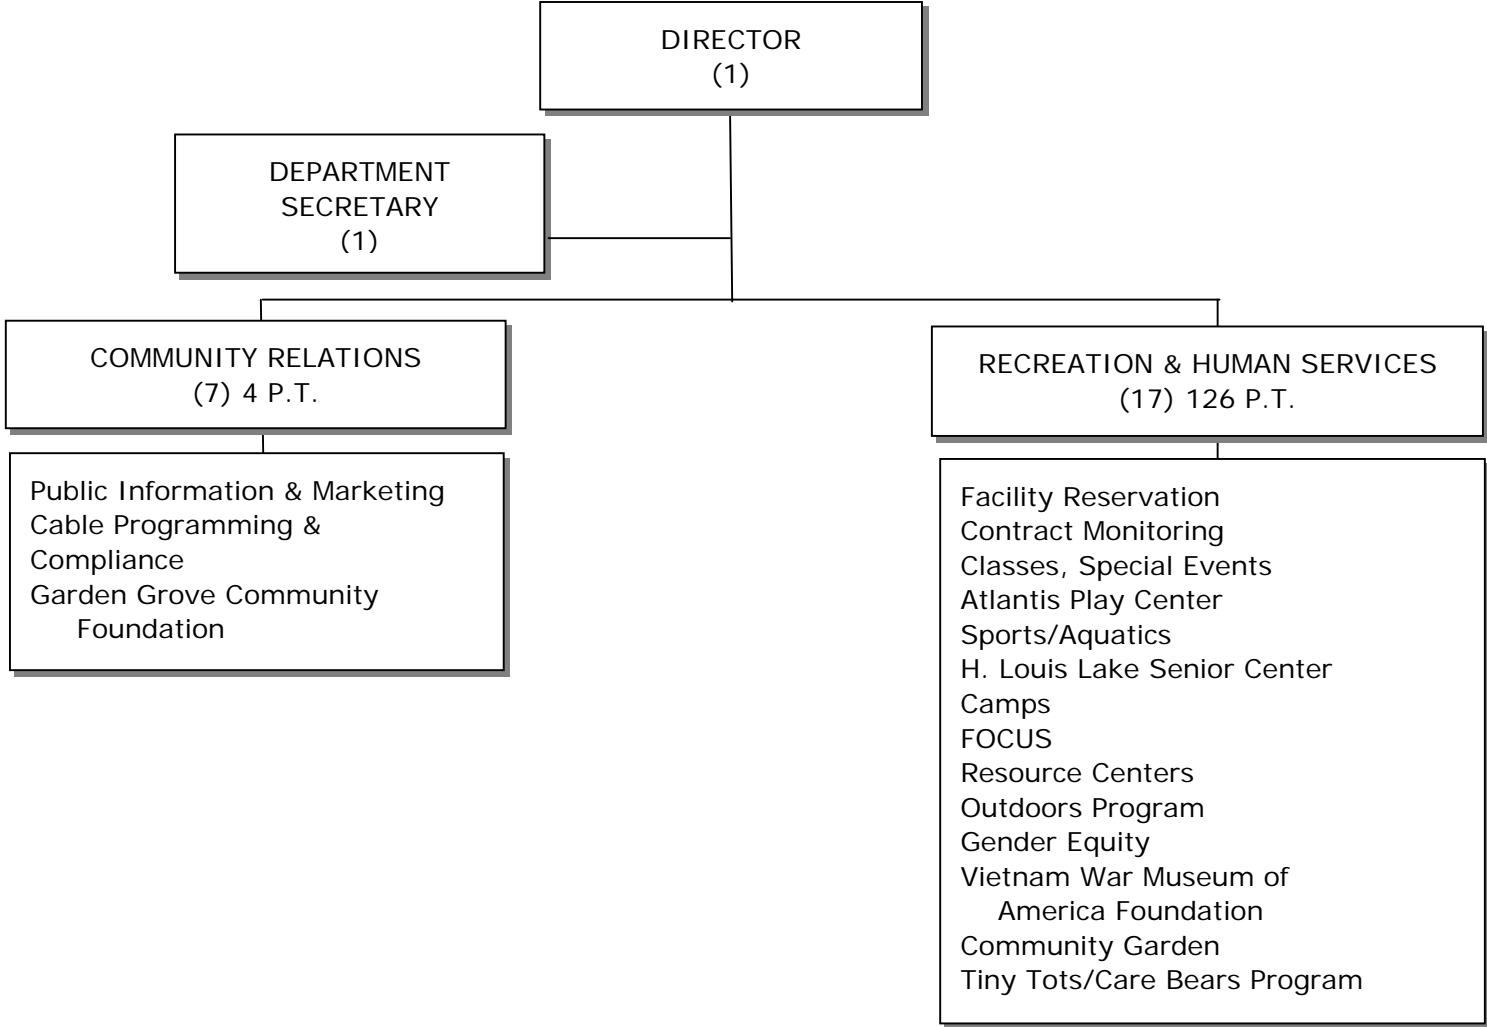 DIRECTOR
(1)
DEPARTMENT
SECRETARY
(1)
COMMUNITY RELATIONS
(7) 4 P.T.
RECREATION & HUMAN SERVICES
(17) 126 P.T.
Public Information & Marketing
Cable Programming &
Compliance
Garden Grove Community
Foundation
Facility Reservation
Contract Monitoring
Classes, Special Events
Atlantis Play Center
Sports/Aquatics
H. Louis Lake Senior Center
Camps
FOCUS
Resource Centers
Outdoors Program
Gender Equity
Vietnam War Museum of
America Foundation
Community Garden
Tiny Tots/Care Bears Program